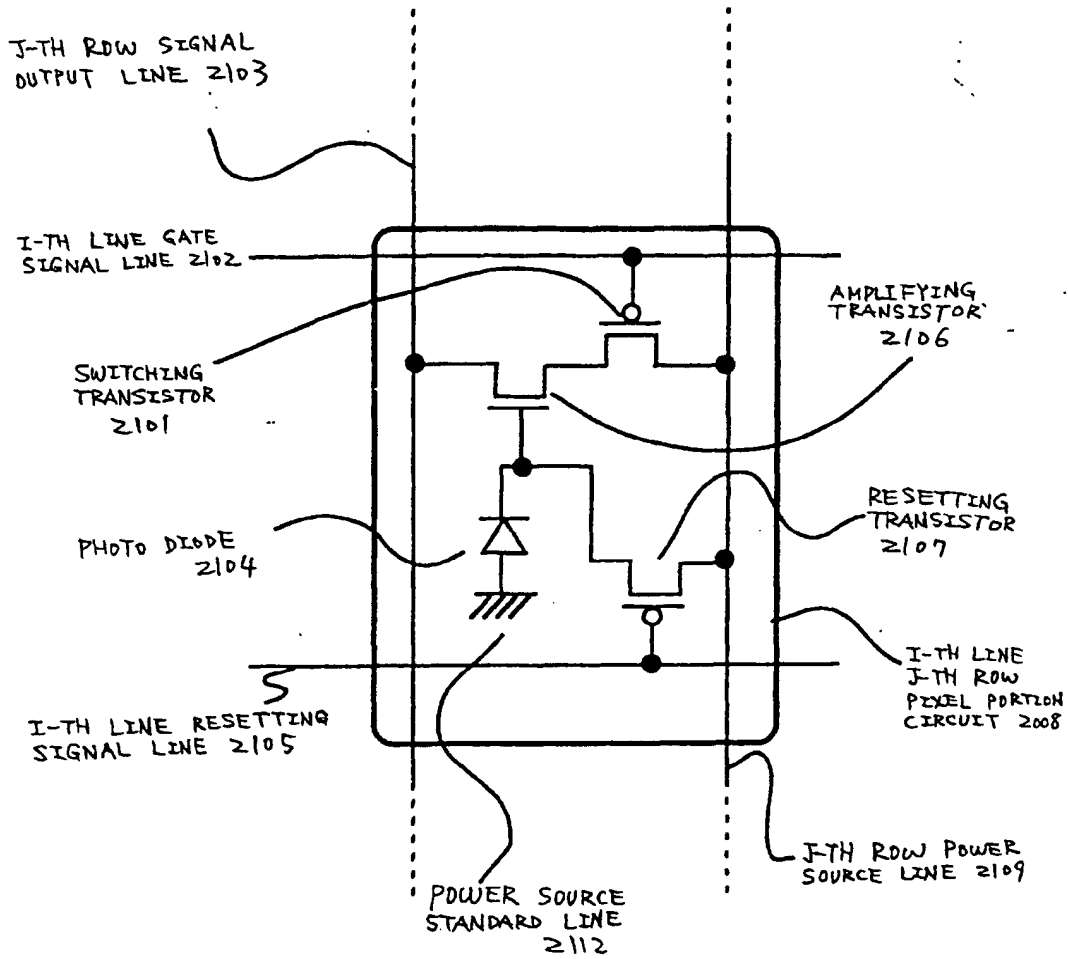 J-TH ROW SIGNAL
OUTPUT LINE 2103
I-TH LINE GATE
SIGNAL LINE 2102
AMPLIFYING
TRANSISTOR
2106
SWITCHING
TRANSISTOR
2101
RESETTING
TRANSISTOR
2107
PHOTO DIODE
2104
I-TH LINE
J-TH ROW
PIXEL PORTION
CIRCUIT 2008
I-TH LINE RESETTING
SIGNAL LINE 2105
J-TH ROW POWER
SOURCE LINE 2109
POWER SOURCE
STANDARD LINE
2112